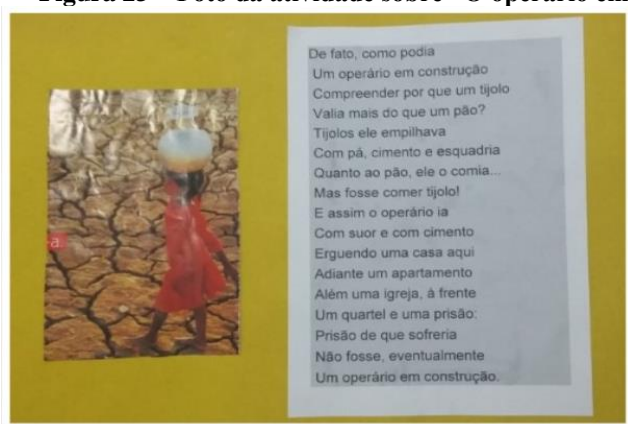 De fato, como podia
Um operário em construção
Compreender por que um tijolo
Valia mais do que um pão?
Tijolos ele empilhava
Com pá, cimento e esquadria
Quanto ao pão, ele o comia...
Mas fosse comer tijolo!
E assim o operário ia
Com suor e com cimento
Erguendo uma casa aqui
Adiante um apartamento
Além uma igreja, à frente
Um quartel e uma prisão:
Prisão de que sofreria
Não fosse, eventualmente
Um operário em construção.